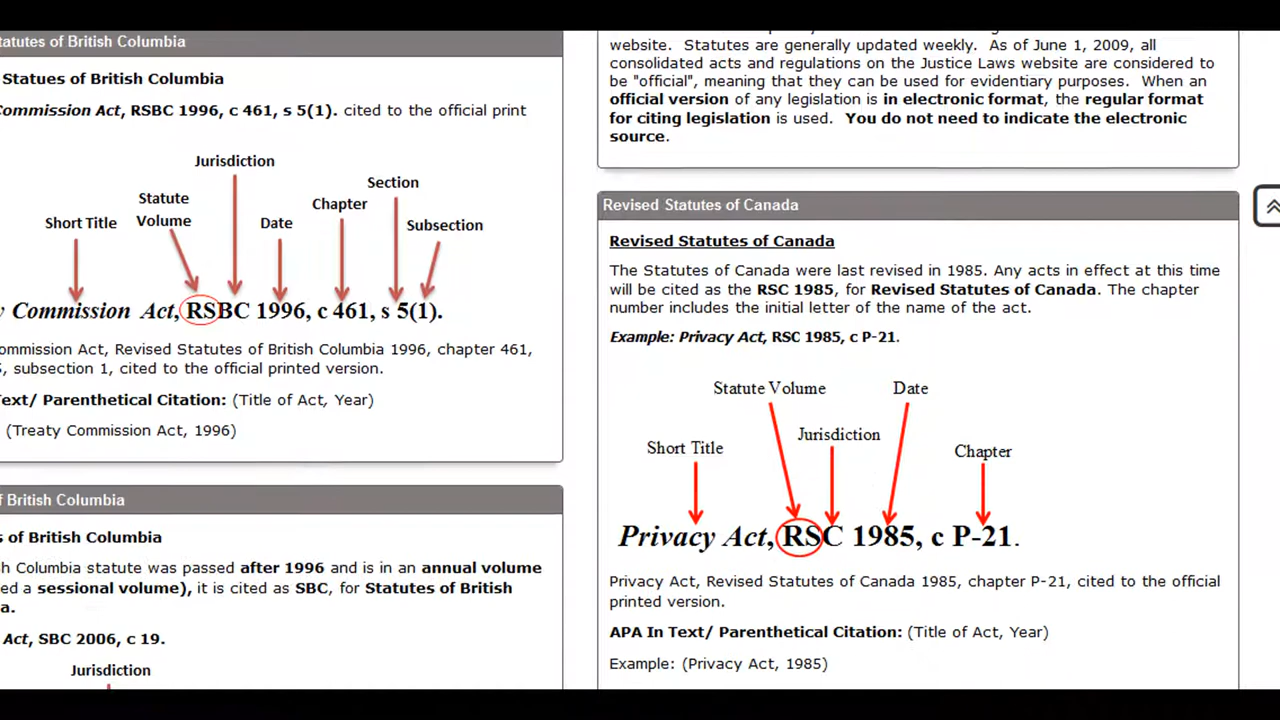 tatutes of British Columbia
Statues of British Columbia
ommission Act, RSBC 1996, c 461, s 5(1). cited to the official print
Jurisdiction
Section
Statute
Volume
Chapter
Short Title
Date
Subsection
y Commission Act, RSBC 1996, c 461, s 5(1).
ommission Act, Revised Statutes of British Columbia 1996, chapter 461,
, subsection 1, cited to the official printed version.
Text/ Parenthetical Citation: (Title of Act, Year)
(Treaty Commission Act, 1996)
f British Columbia
s of British Columbia
h Columbia statute was passed after 1996 and is in an annual volume
ed a sessional volume), it is cited as SBC, for Statutes of British
a.
Act, SBC 2006, c 19.
Jurisdiction
website. Statutes are generally updated weekly. As of June 1, 2009, all
consolidated acts and regulations on the Justice Laws website are considered to
be "official", meaning that they can be used for evidentiary purposes. When an
official version of any legislation is in electronic format, the regular format
for citing legislation is used. You do not need to indicate the electronic
source.
Revised Statutes of Canada
Revised Statutes of Canada
The Statutes of Canada were last revised in 1985. Any acts in effect at this time
will be cited as the RSC 1985, for Revised Statutes of Canada. The chapter
number includes the initial letter of the name of the act.
Example: Privacy Act, RSC 1985, c P-21.
Statute Volume
Date
Jurisdiction
Short Title
Chapter
Privacy Act, RSC 1985, c P-21.
Privacy Act, Revised Statutes of Canada 1985, chapter P-21, cited to the official
printed version.
APA In Text/ Parenthetical Citation: (Title of Act, Year)
Example: (Privacy Act, 1985)